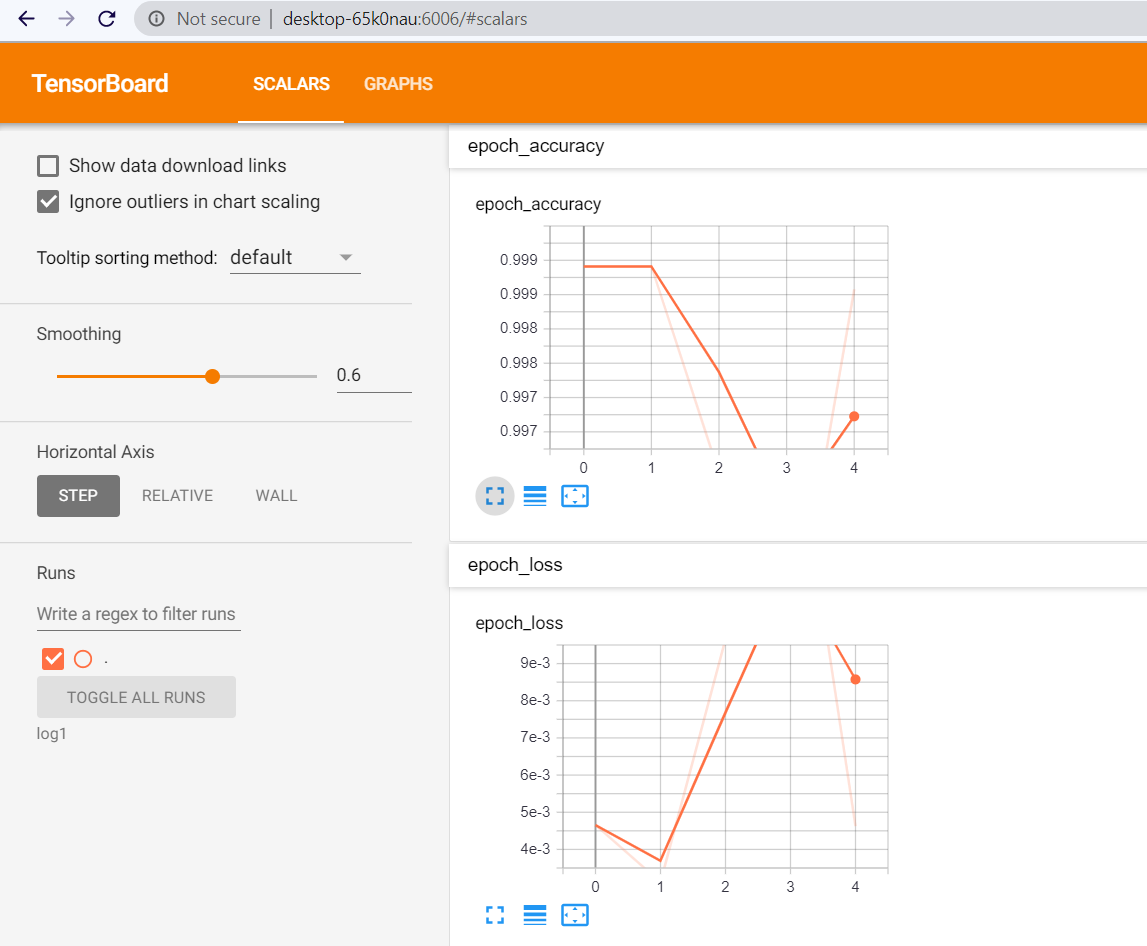 Not secure | desktop-65k0nau:6006/#scalars
TensorBoard SCALARS GRAPHS
Show data download links
Ignore outliers in chart scaling
Tooltip sorting method: default
Smoothing
0.6
Horizontal Axis
STEP RELATIVE WALL
Runs
Write a regex to filter runs
.
TOGGLE ALL RUNS
log1
epoch_accuracy
epoch_accuracy
0.999
0.999
0.998
0.998
0.997
0.997
0 1 2 3 4
epoch_loss
epoch_loss
9e-3
8e-3
7e-3
6e-3
5e-3
4e-3
0 1 2 3 4